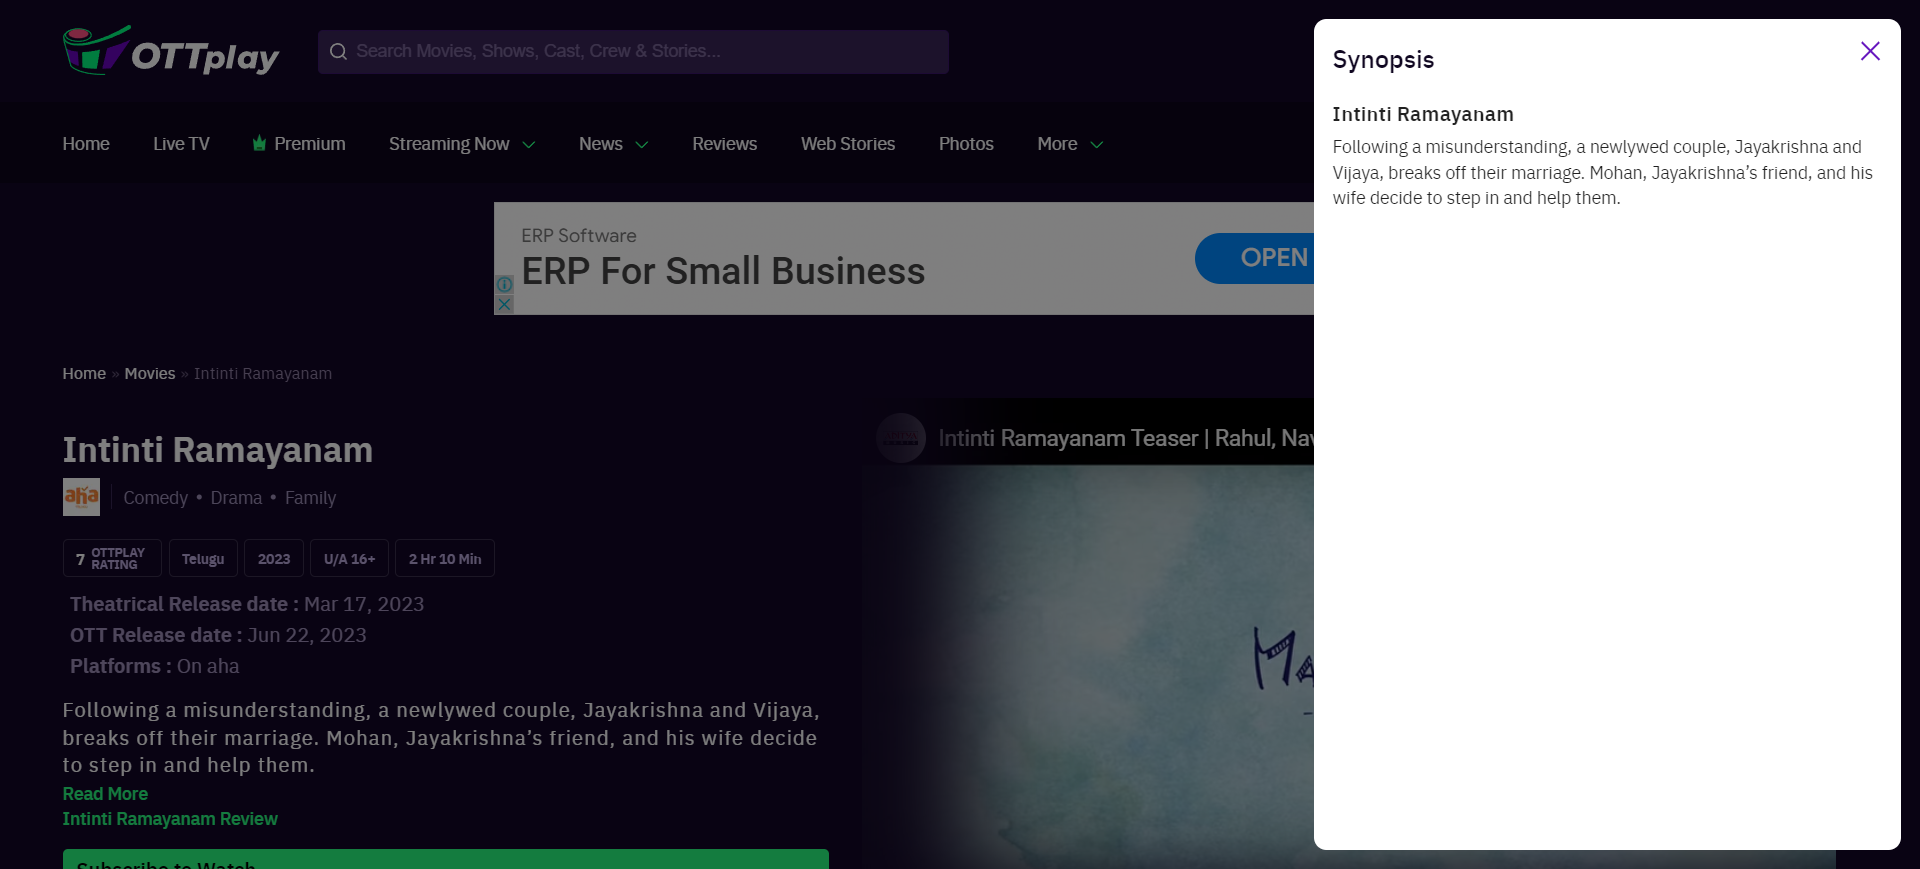 OTTplay
Search Movies, Shows, Cast, Crew & Stories...
Home
Live TV
Premium
Streaming Now
News
Reviews
Web Stories
Photos
More
ERP Software
ERP For Small Business
OPEN
Home » Movies » Intinti Ramayanam
Intinti Ramayanam
aha
Comedy • Drama • Family
7 OTTPLAY
RATING
Telugu
2023
U/A 16+
2 Hr 10 Min
Theatrical Release date : Mar 17, 2023
OTT Release date : Jun 22, 2023
Platforms : On aha
Following a misunderstanding, a newlywed couple, Jayakrishna and Vijaya,
breaks off their marriage. Mohan, Jayakrishna’s friend, and his wife decide
to step in and help them.
Read More
Intinti Ramayanam Review
Subscribe to Watch
Intinti Ramayanam Teaser | Rahul, Nav
Synopsis
Intinti Ramayanam
Following a misunderstanding, a newlywed couple, Jayakrishna and
Vijaya, breaks off their marriage. Mohan, Jayakrishna’s friend, and his
wife decide to step in and help them.